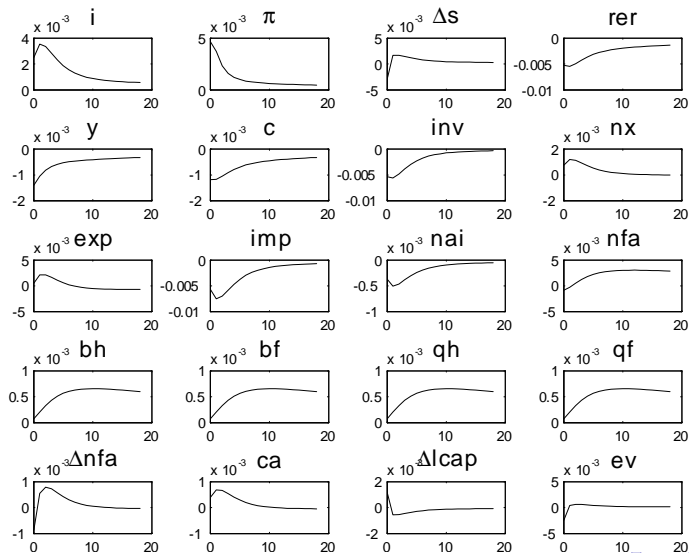 i π Δs rer
x 10 -3 x 10 -3 x 10 -3
4 2 0 0 10 20
5 0 0 10 20
5 0 -5 0 10 20
0 -0.005 -0.01 0 10 20
y c inv nx
x 10 -3 x 10 -3 x 10 -3
0 -1 -2 0 10 20
0 -1 -2 0 10 20
0 -0.005 -0.01 0 10 20
2 0 -2 0 10 20
exp imp nai nfa
x 10 -3 x 10 -3 x 10 -3
5 0 -5 0 10 20
0 -0.005 -0.01 0 10 20
0 -0.5 -1 0 10 20
5 0 -5 0 10 20
bh bf qh qf
x 10 -3 x 10 -3 x 10 -3 x 10 -3
1 0.5 0 0 10 20
1 0.5 0 0 10 20
1 0.5 0 0 10 20
1 0.5 0 0 10 20
Δnfa ca Δlcap ev
x 10 -3 x 10 -3 x 10 -3 x 10 -3
1 0 -1 0 10 20
1 0 -1 0 10 20
2 0 -2 0 10 20
5 0 -5 0 10 20